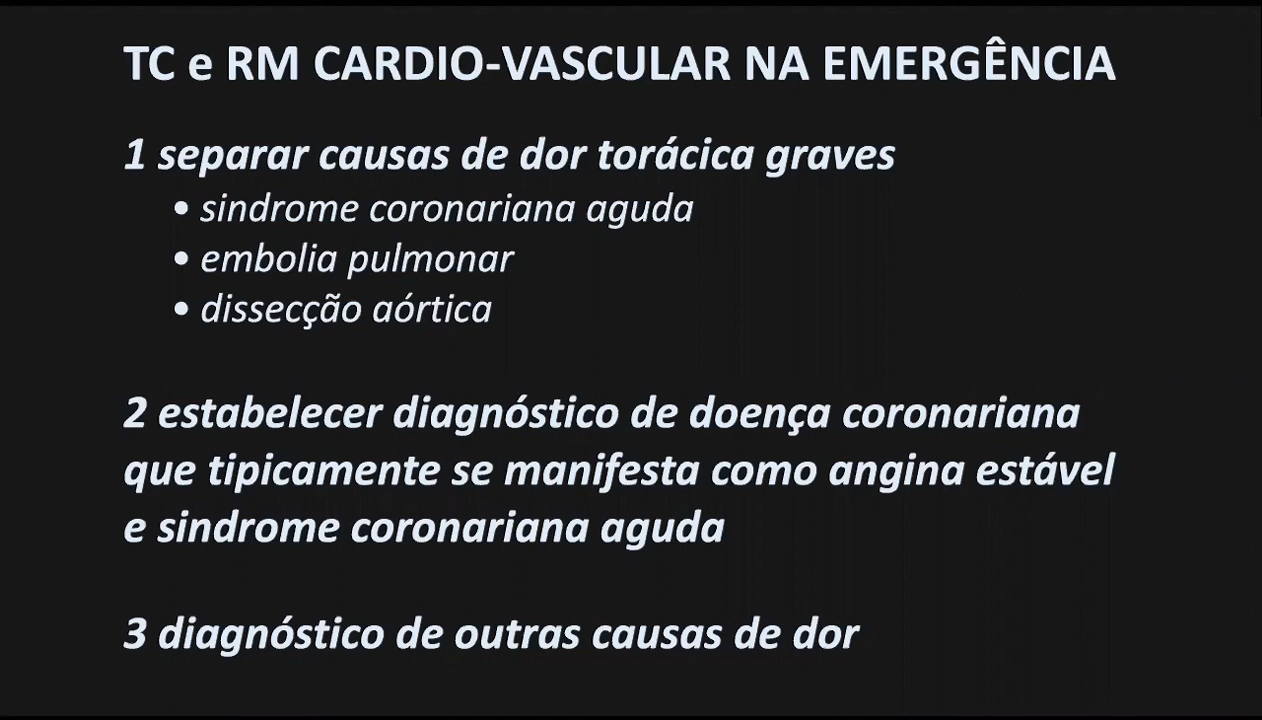 TC e RM CARDIO-VASCULAR NA EMERGÊNCIA
1 separar causas de dor torácica graves
• sindrome coronariana aguda
• embolia pulmonar
• dissecção aórtica
2 estabelecer diagnóstico de doença coronariana
que tipicamente se manifesta como angina estável
e sindrome coronariana aguda
3 diagnóstico de outras causas de dor